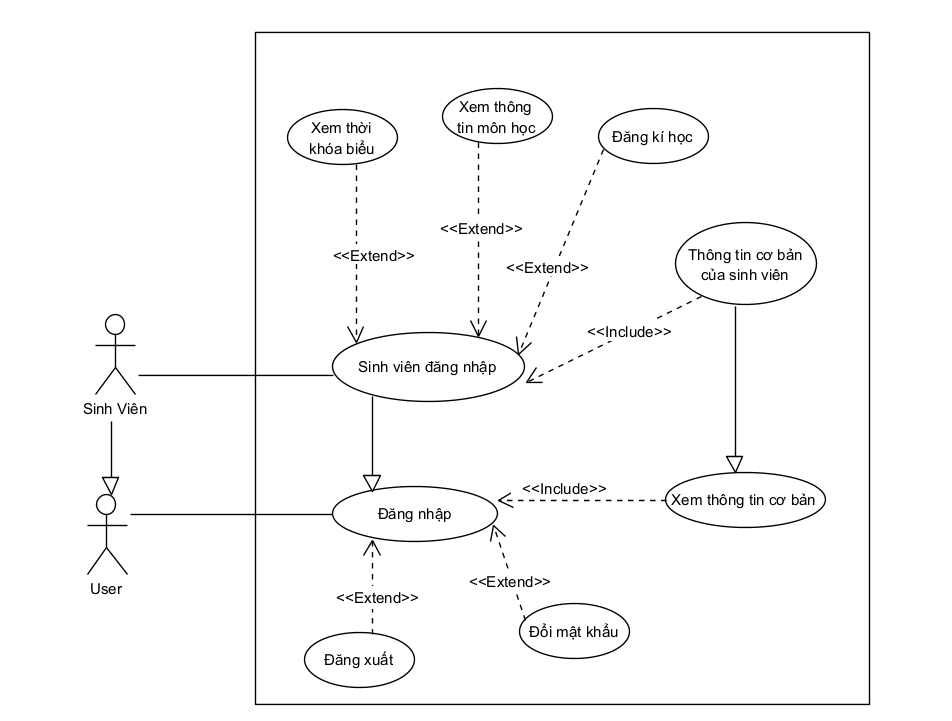 Xem thời
khóa biểu
Xem thông
tin môn học
Đăng kí học
<<Extend>>
<<Extend>>
<<Extend>>
Thông tin cơ bản
của sinh viên
<<Include>>
Sinh viên đăng nhập
Sinh Viên
<<Include>>
Xem thông tin cơ bản
Đăng nhập
User
<<Extend>>
<<Extend>>
Đổi mật khẩu
Đăng xuất